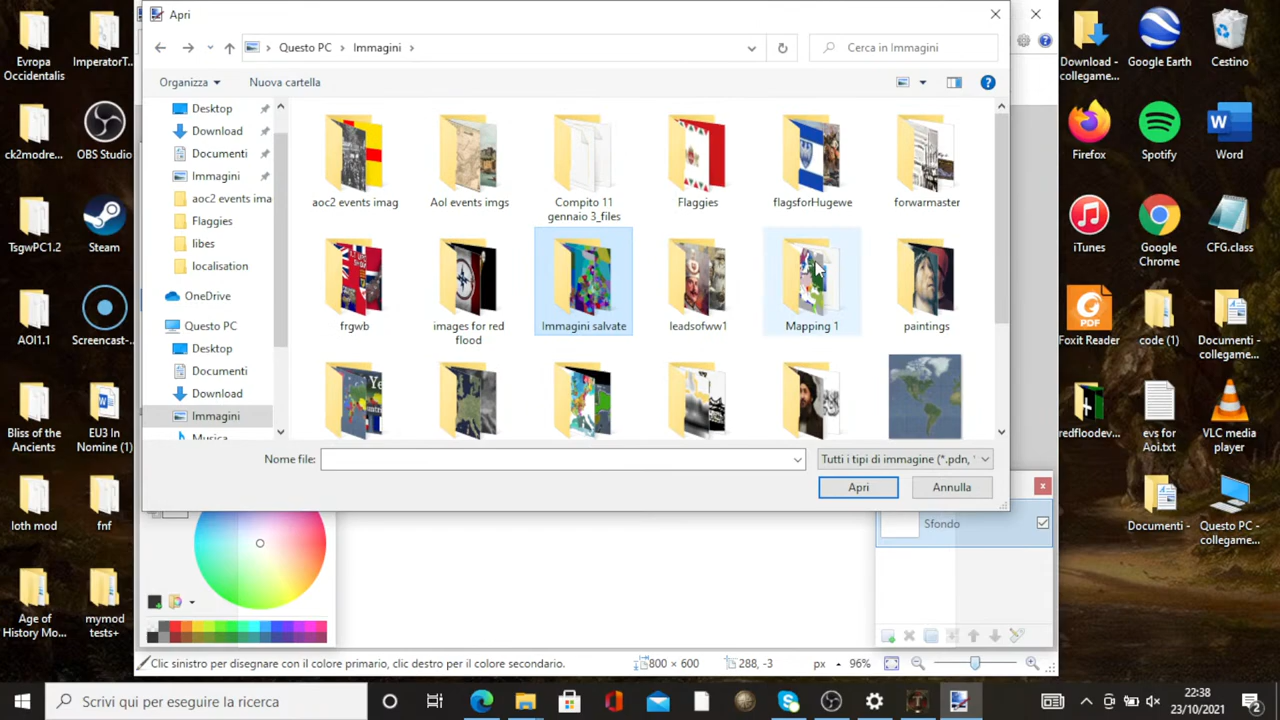 Apri
Questo PC > Immagini >
Cerca in Immagini
Organizza
Nuova cartella
Desktop
Download
Documenti
Immagini
aoc2 events ima
Flaggies
libes
localisation
OneDrive
Questo PC
Desktop
Documenti
Download
Immagini
Musica
aoc2 events imag
AoI events imgs
Compito 11
gennaio 3_files
Flaggies
flagsforHugewe
forwarmaster
frgwb
images for red
flood
Immagini salvate
leadsofww1
Mapping 1
paintings
Nome file:
Tutti i tipi di immagine (*.pdn,
Apri
Annulla
Sfondo
Clic sinistro per disegnare con il colore primario, clic destro per il colore secondario.
800 × 600
288, -3
px
96%
Evropa
Occidentalis
ImperatorT...
ck2modre...
OBS Studio
TsgwPC1.2
Steam
AOI1.1
Screencast-...
Bliss of the
Ancients
EU3 In
Nomine (1)
loth mod
fnf
Age of
History Mo...
mymod
tests+
Download -
collegame...
Google Earth
Cestino
Firefox
Spotify
Word
iTunes
Google
Chrome
CFG.class
Foxit Reader
code (1)
Documenti -
collegame...
redfloodev...
evs for
Aoi.txt
VLC media
player
Documenti -
Questo PC -
collegame...
Scrivi qui per eseguire la ricerca
22:38
23/10/2021
2